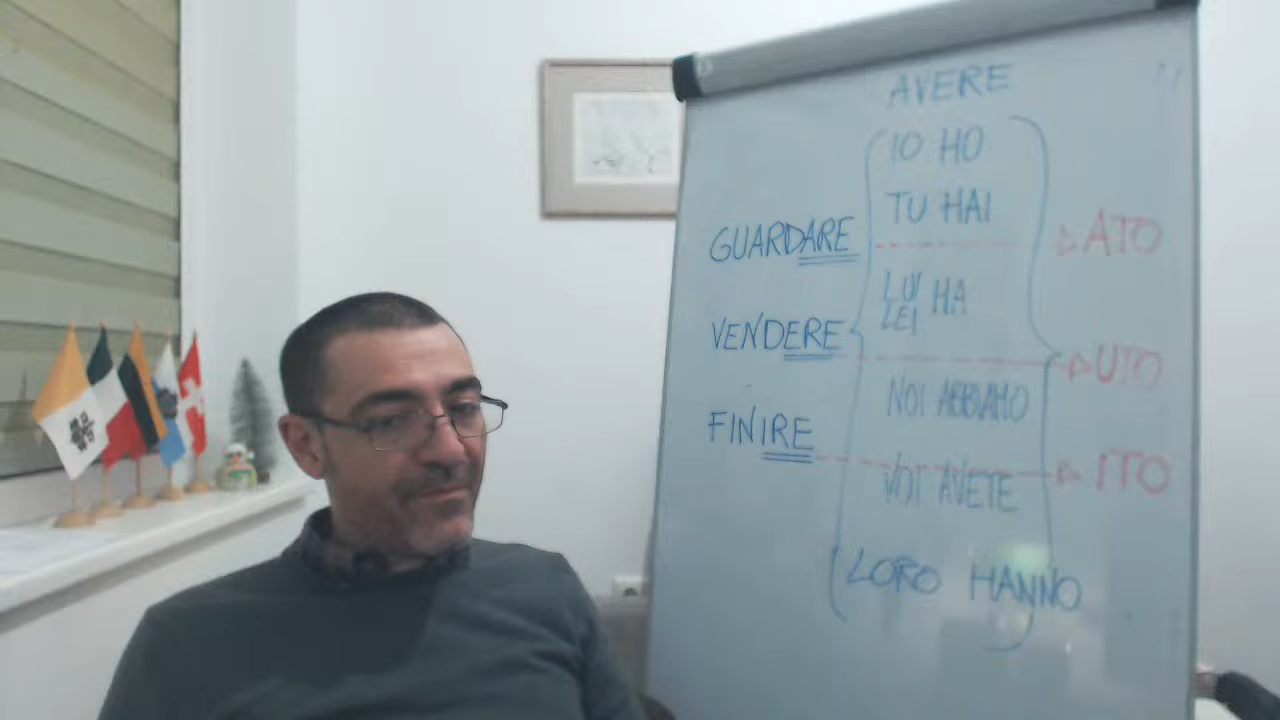 AVERE
IO HO
TU HAI
GUARDARE
ATO
LUI HA
LEI
VENDERE
UTO
NOI ABBIAMO
FINIRE
ITO
VOI AVETE
LORO HANNO